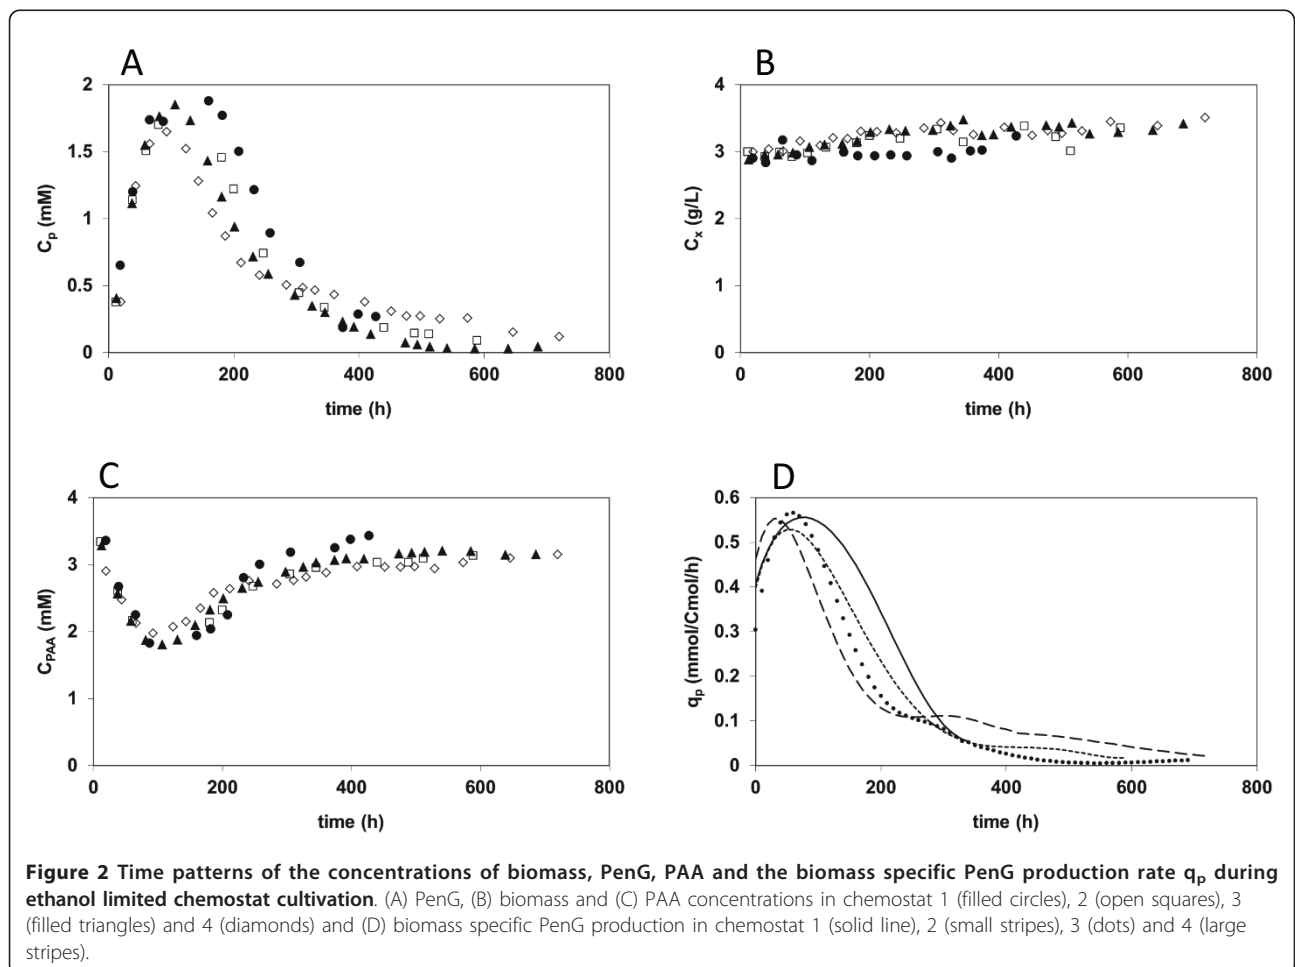 A
B
2
1.5
1
0.5
0
0 200 400 600 800
C_p (mM)
time (h)
4
3
2
1
0
0 200 400 600 800
C_x (g/L)
time (h)
C
D
4
3
2
1
0
0 200 400 600 800
C_PAA (mM)
time (h)
0.6
0.5
0.4
0.3
0.2
0.1
0
0 200 400 600 800
q_p (mmol/Cmol/h)
time (h)
Figure 2 Time patterns of the concentrations of biomass, PenG, PAA and the biomass specific PenG production rate q_p during
ethanol limited chemostat cultivation. (A) PenG, (B) biomass and (C) PAA concentrations in chemostat 1 (filled circles), 2 (open squares), 3
(filled triangles) and 4 (diamonds) and (D) biomass specific PenG production in chemostat 1 (solid line), 2 (small stripes), 3 (dots) and 4 (large
stripes).